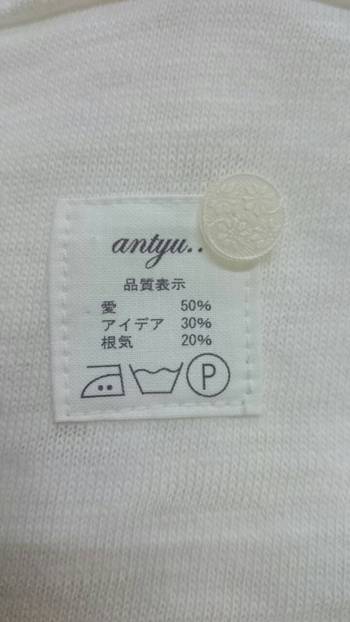 antyu..
品質表示
愛 50%
アイデア 30%
根気 20%
P